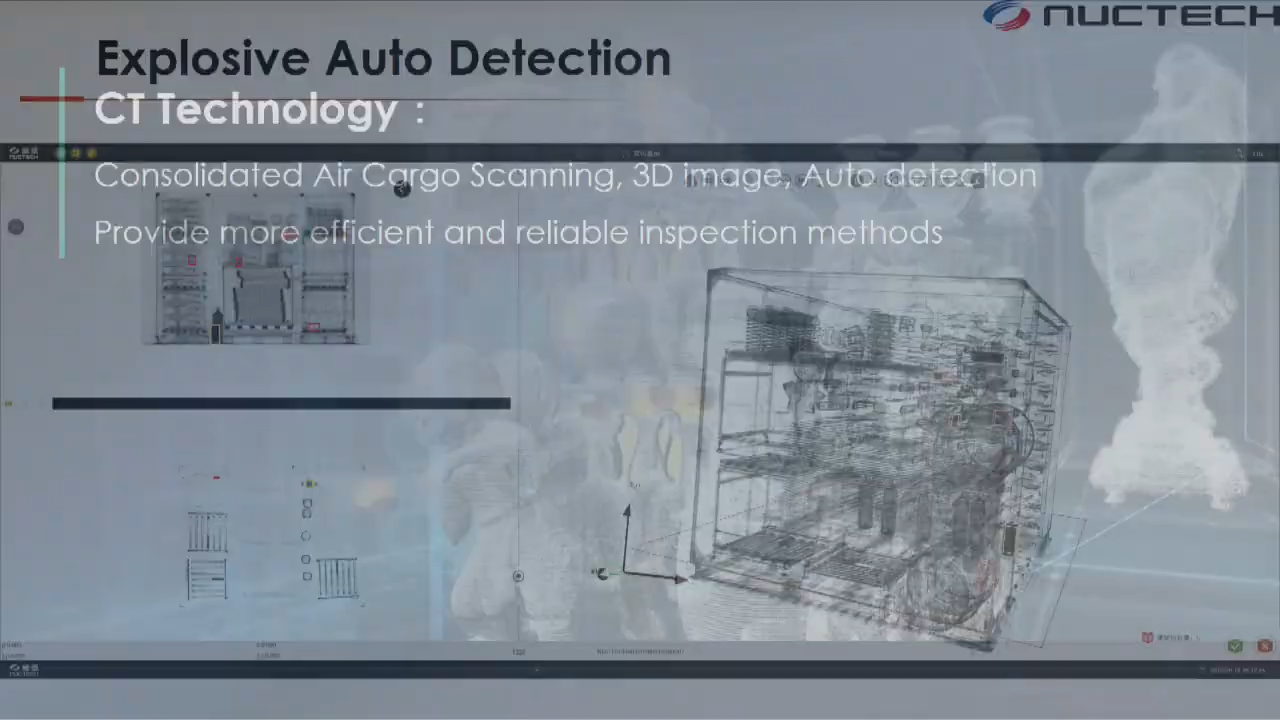 NUCTECH
Explosive Auto Detection
CT Technology：
Consolidated Air Cargo Scanning, 3D image, Auto detection
Provide more efficient and reliable inspection methods